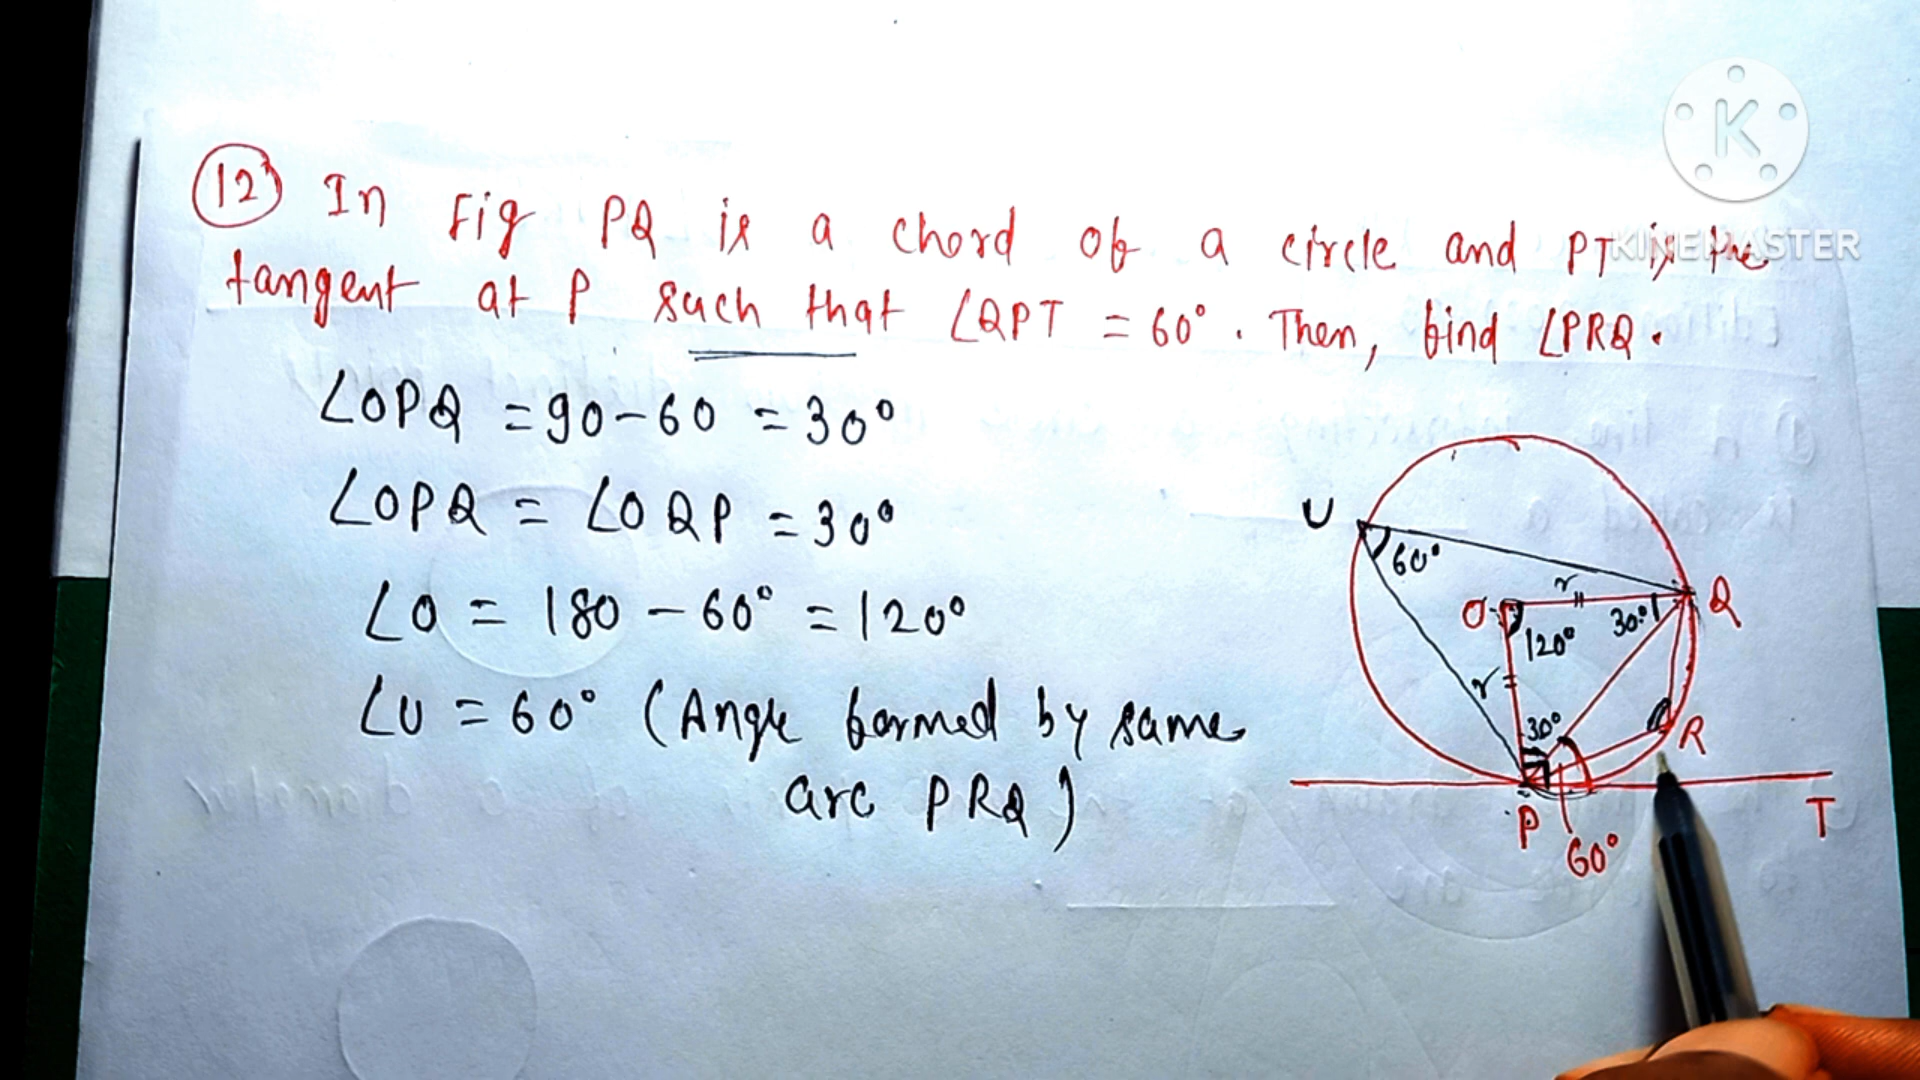 12 In Fig PQ is a chord of a circle and PT is the
tangent at P such that ∠QPT = 60°. Then, find ∠PRQ.
∠OPQ = 90-60 = 30°
∠OPQ = ∠OQP = 30°
∠O = 180 - 60° = 120°
∠U = 60° (Angle formed by same
arc PRQ)
U
60°
r
Q
O
30°
120°
r
30°
R
P
60°
T
K
KINEMASTER